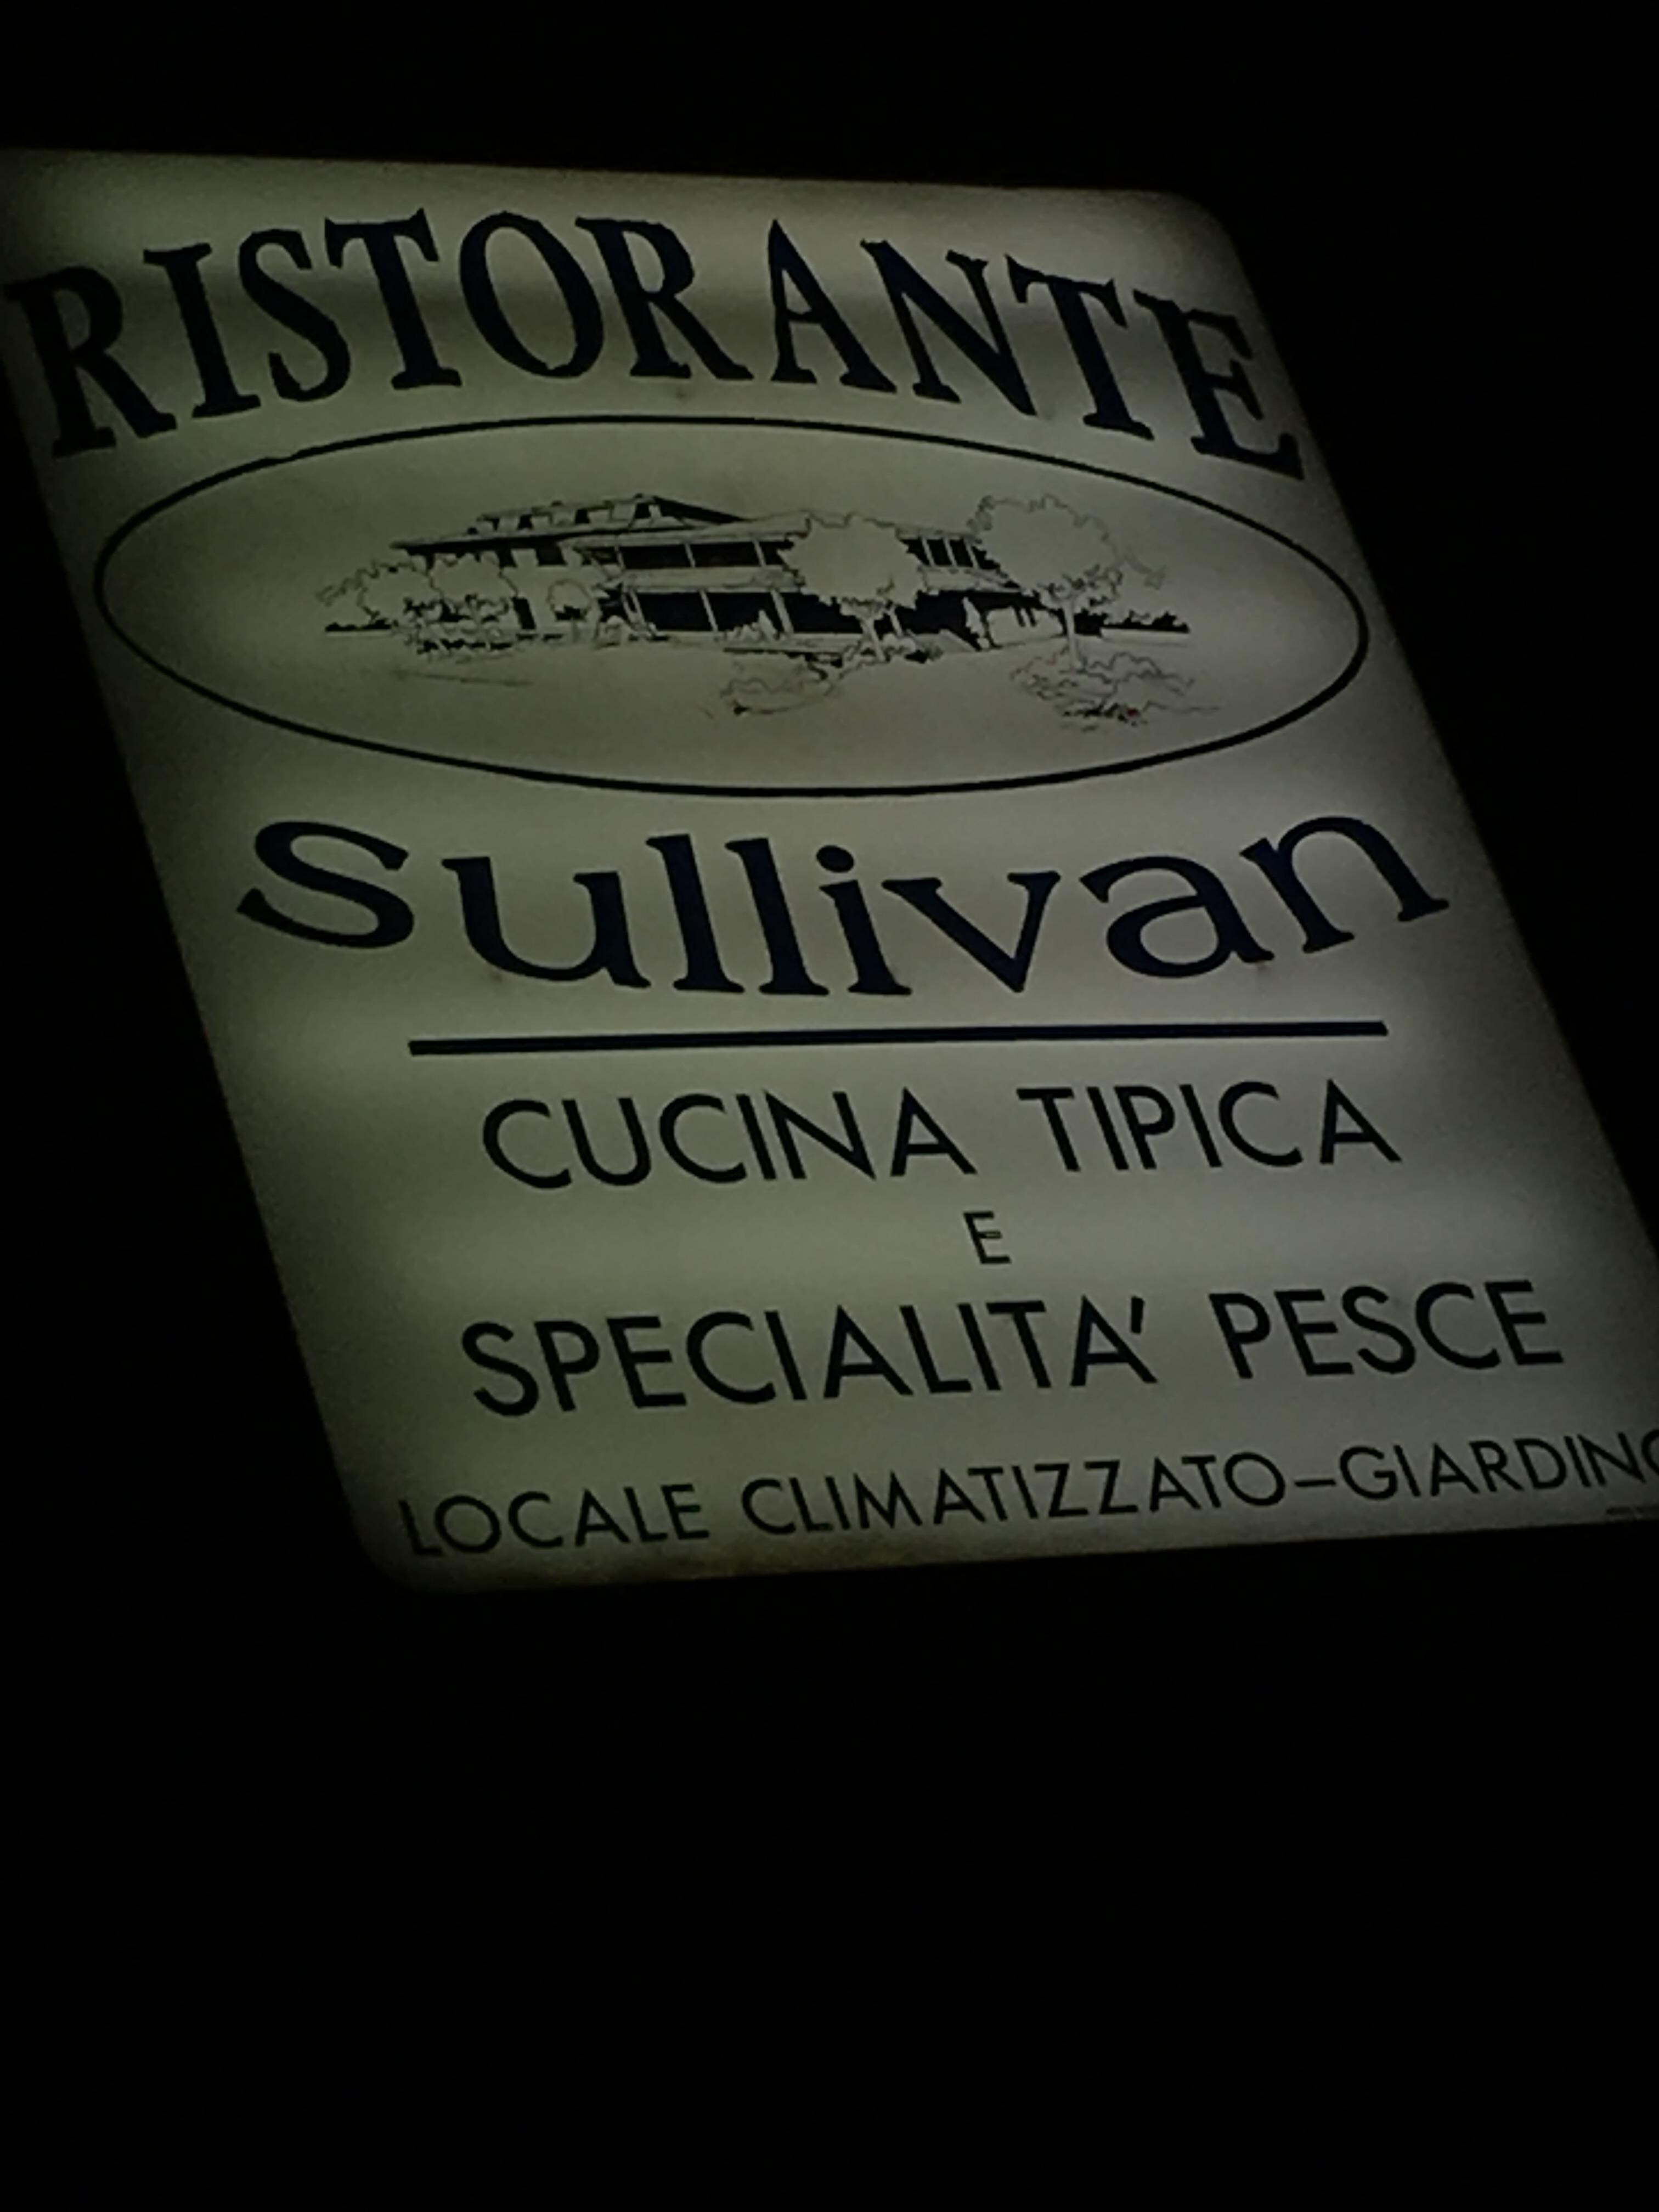 RISTORANTE
Sullivan
CUCINA TIPICA
E
SPECIALITA' PESCE
LOCALE CLIMATIZZATO-GIARDINO